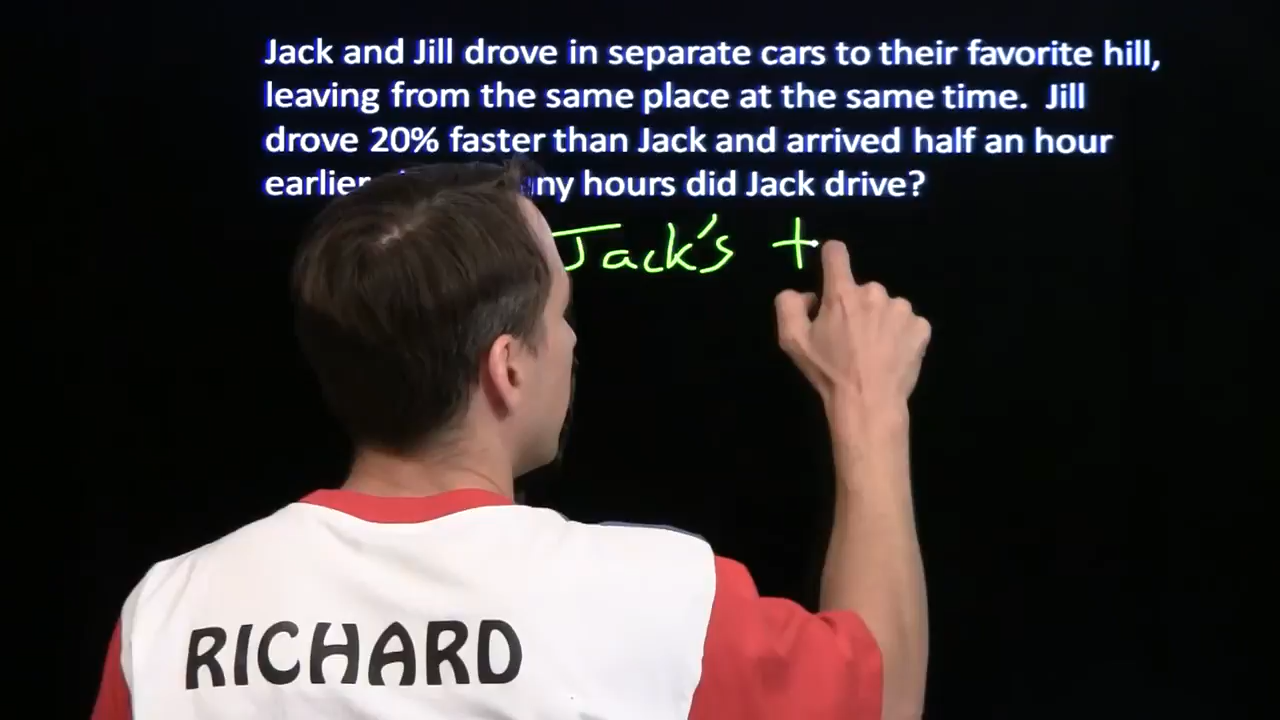 Jack and Jill drove in separate cars to their favorite hill,
leaving from the same place at the same time. Jill
drove 20% faster than Jack and arrived half an hour
earlier hours did Jack drive?
Jack's t
RICHARD